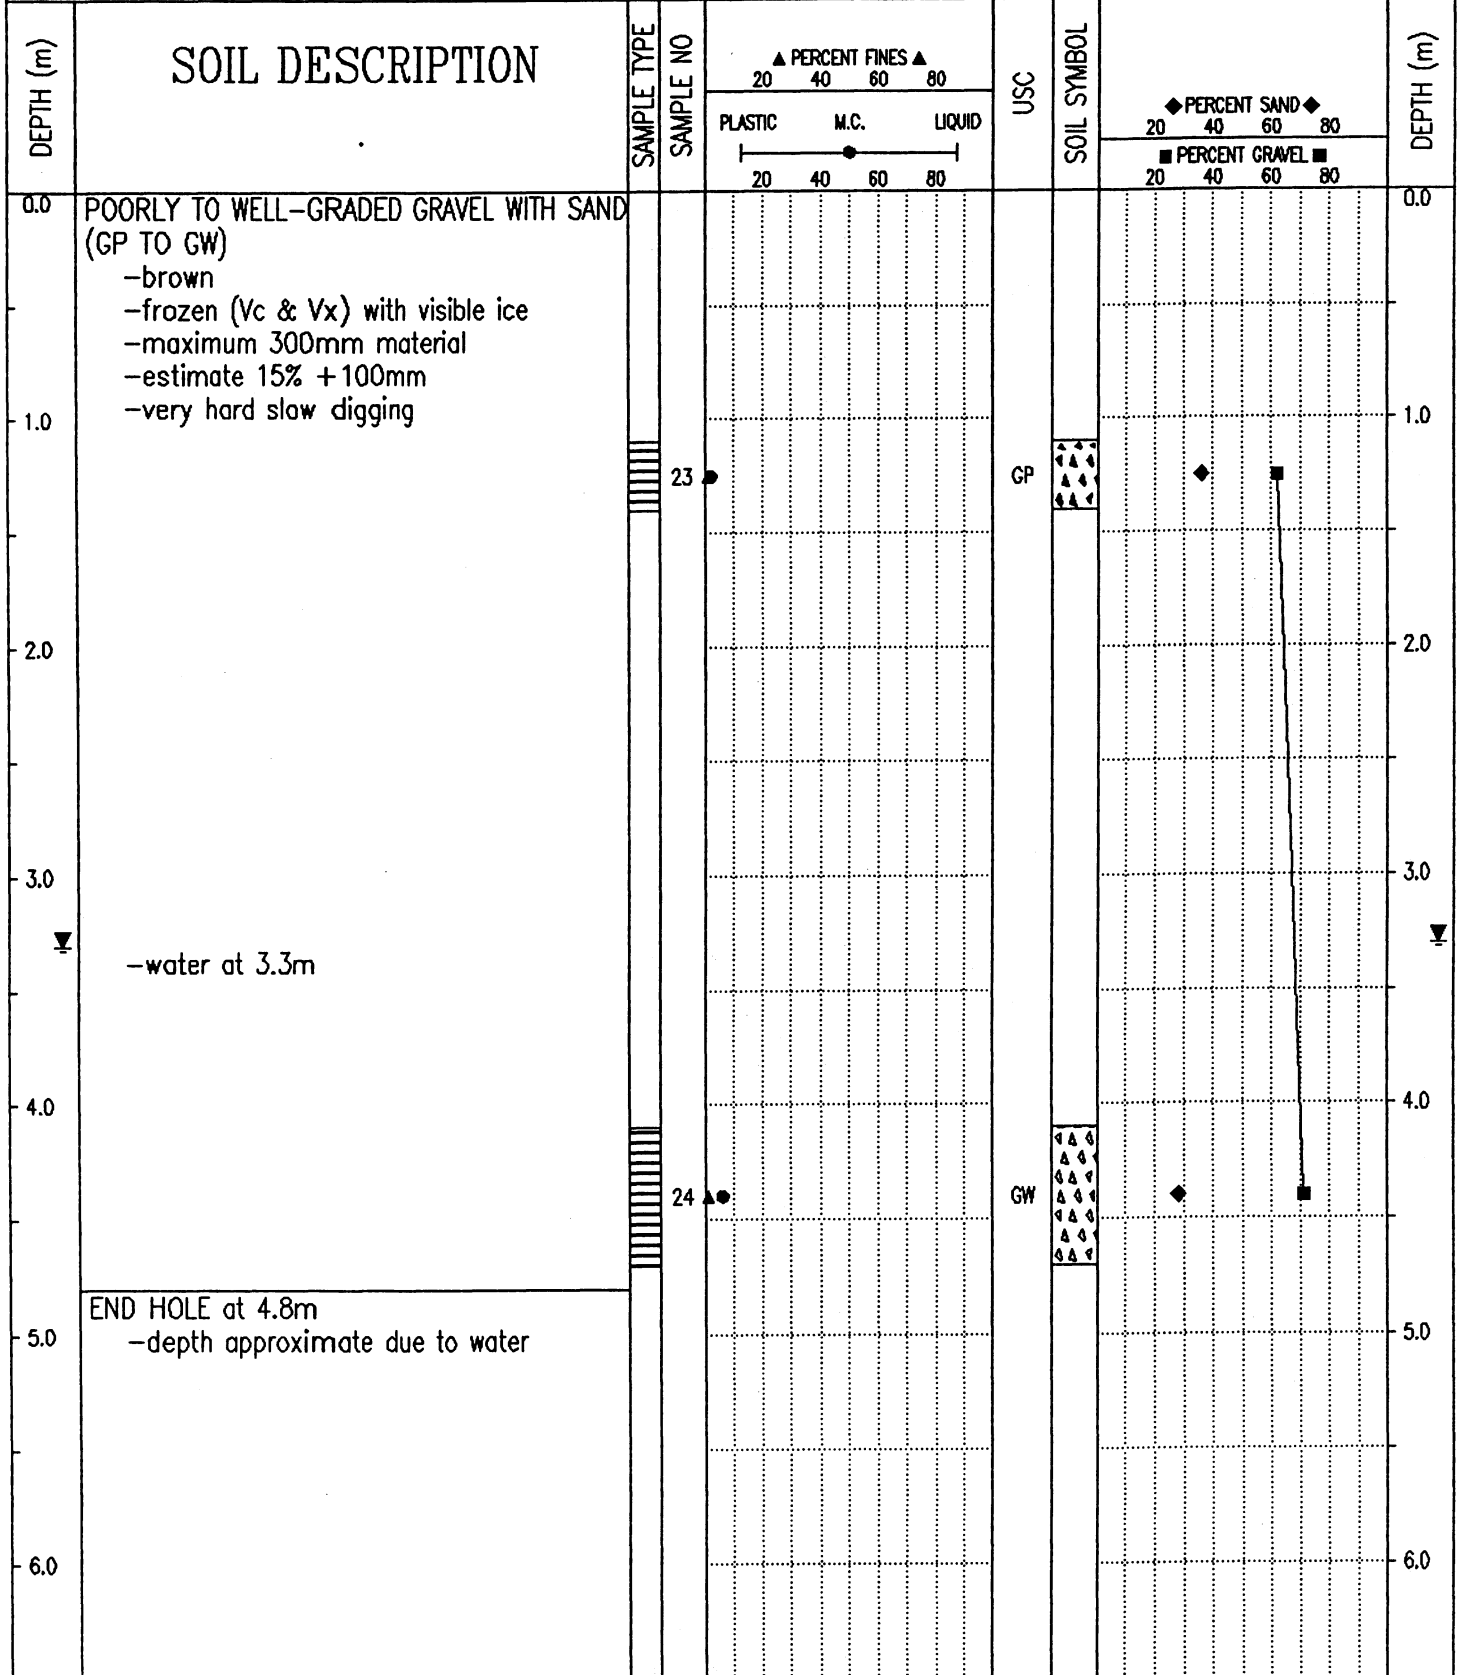 DEPTH (m)
SOIL DESCRIPTION
SAMPLE TYPE
SAMPLE NO
▲ PERCENT FINES ▲
20 40 60 80
PLASTIC M.C. LIQUID
20 40 60 80
USC
SOIL SYMBOL
◆PERCENT SAND◆
20 40 60 80
■ PERCENT GRAVEL ■
20 40 60 80
DEPTH (m)
0.0 POORLY TO WELL-GRADED GRAVEL WITH SAND 0.0
(GP TO GW)
-brown
-frozen (Vc & Vx) with visible ice
-maximum 300mm material
-estimate 15% +100mm
-very hard slow digging
1.0 1.0
23 GP
2.0 2.0
3.0 3.0
-water at 3.3m
4.0 4.0
24 GW
END HOLE at 4.8m
5.0 5.0
-depth approximate due to water
6.0 6.0